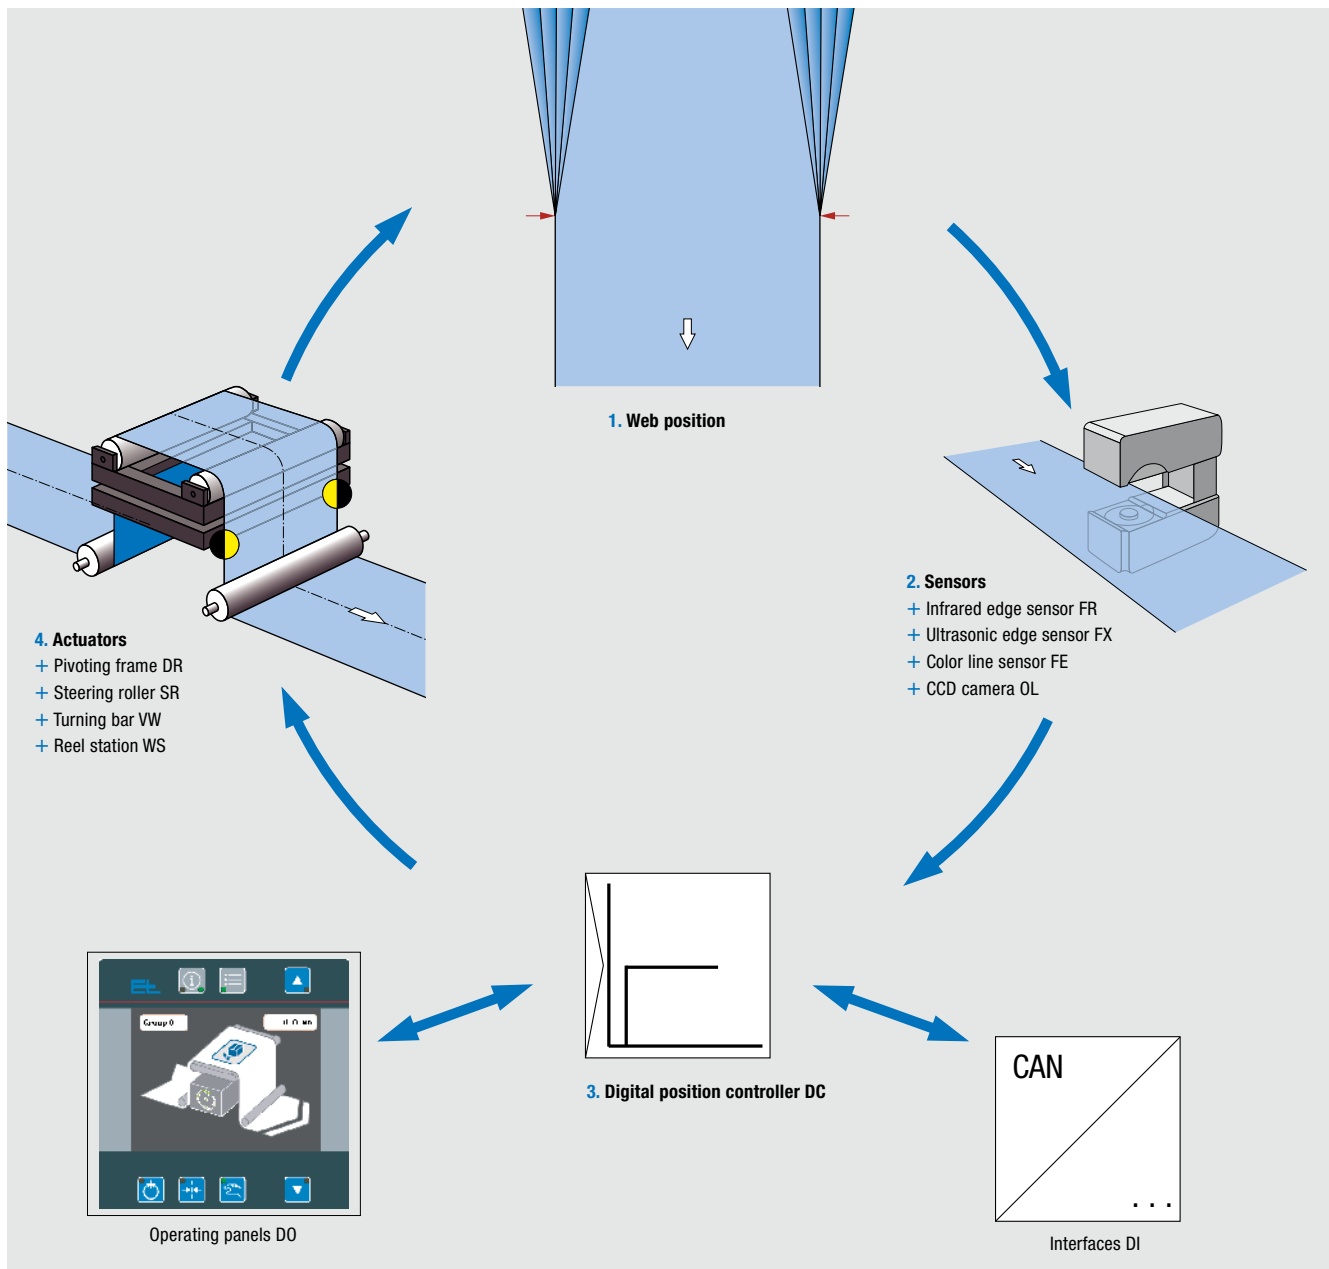 1. Web position
2. Sensors
+ Infrared edge sensor FR
+ Ultrasonic edge sensor FX
+ Color line sensor FE
+ CCD camera OL
4. Actuators
+ Pivoting frame DR
+ Steering roller SR
+ Turning bar VW
+ Reel station WS
3. Digital position controller DC
Group 0
CAN
...
Operating panels DO
Interfaces DI